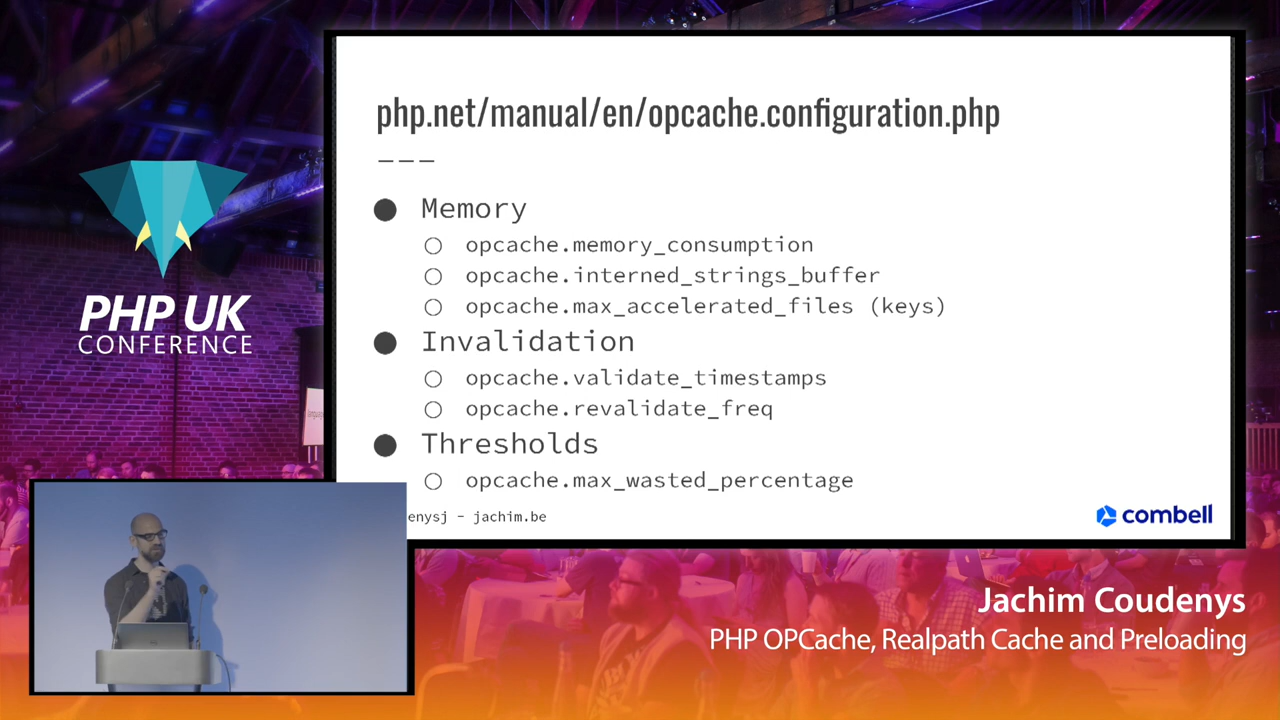 php.net/manual/en/opcache.configuration.php
---
● Memory
○ opcache.memory_consumption
○ opcache.interned_strings_buffer
○ opcache.max_accelerated_files (keys)
● Invalidation
○ opcache.validate_timestamps
○ opcache.revalidate_freq
● Thresholds
○ opcache.max_wasted_percentage
enysj - jachim.be
combell
PHP UK
CONFERENCE
Jachim Coudenys
PHP OPCache, Realpath Cache and Preloading